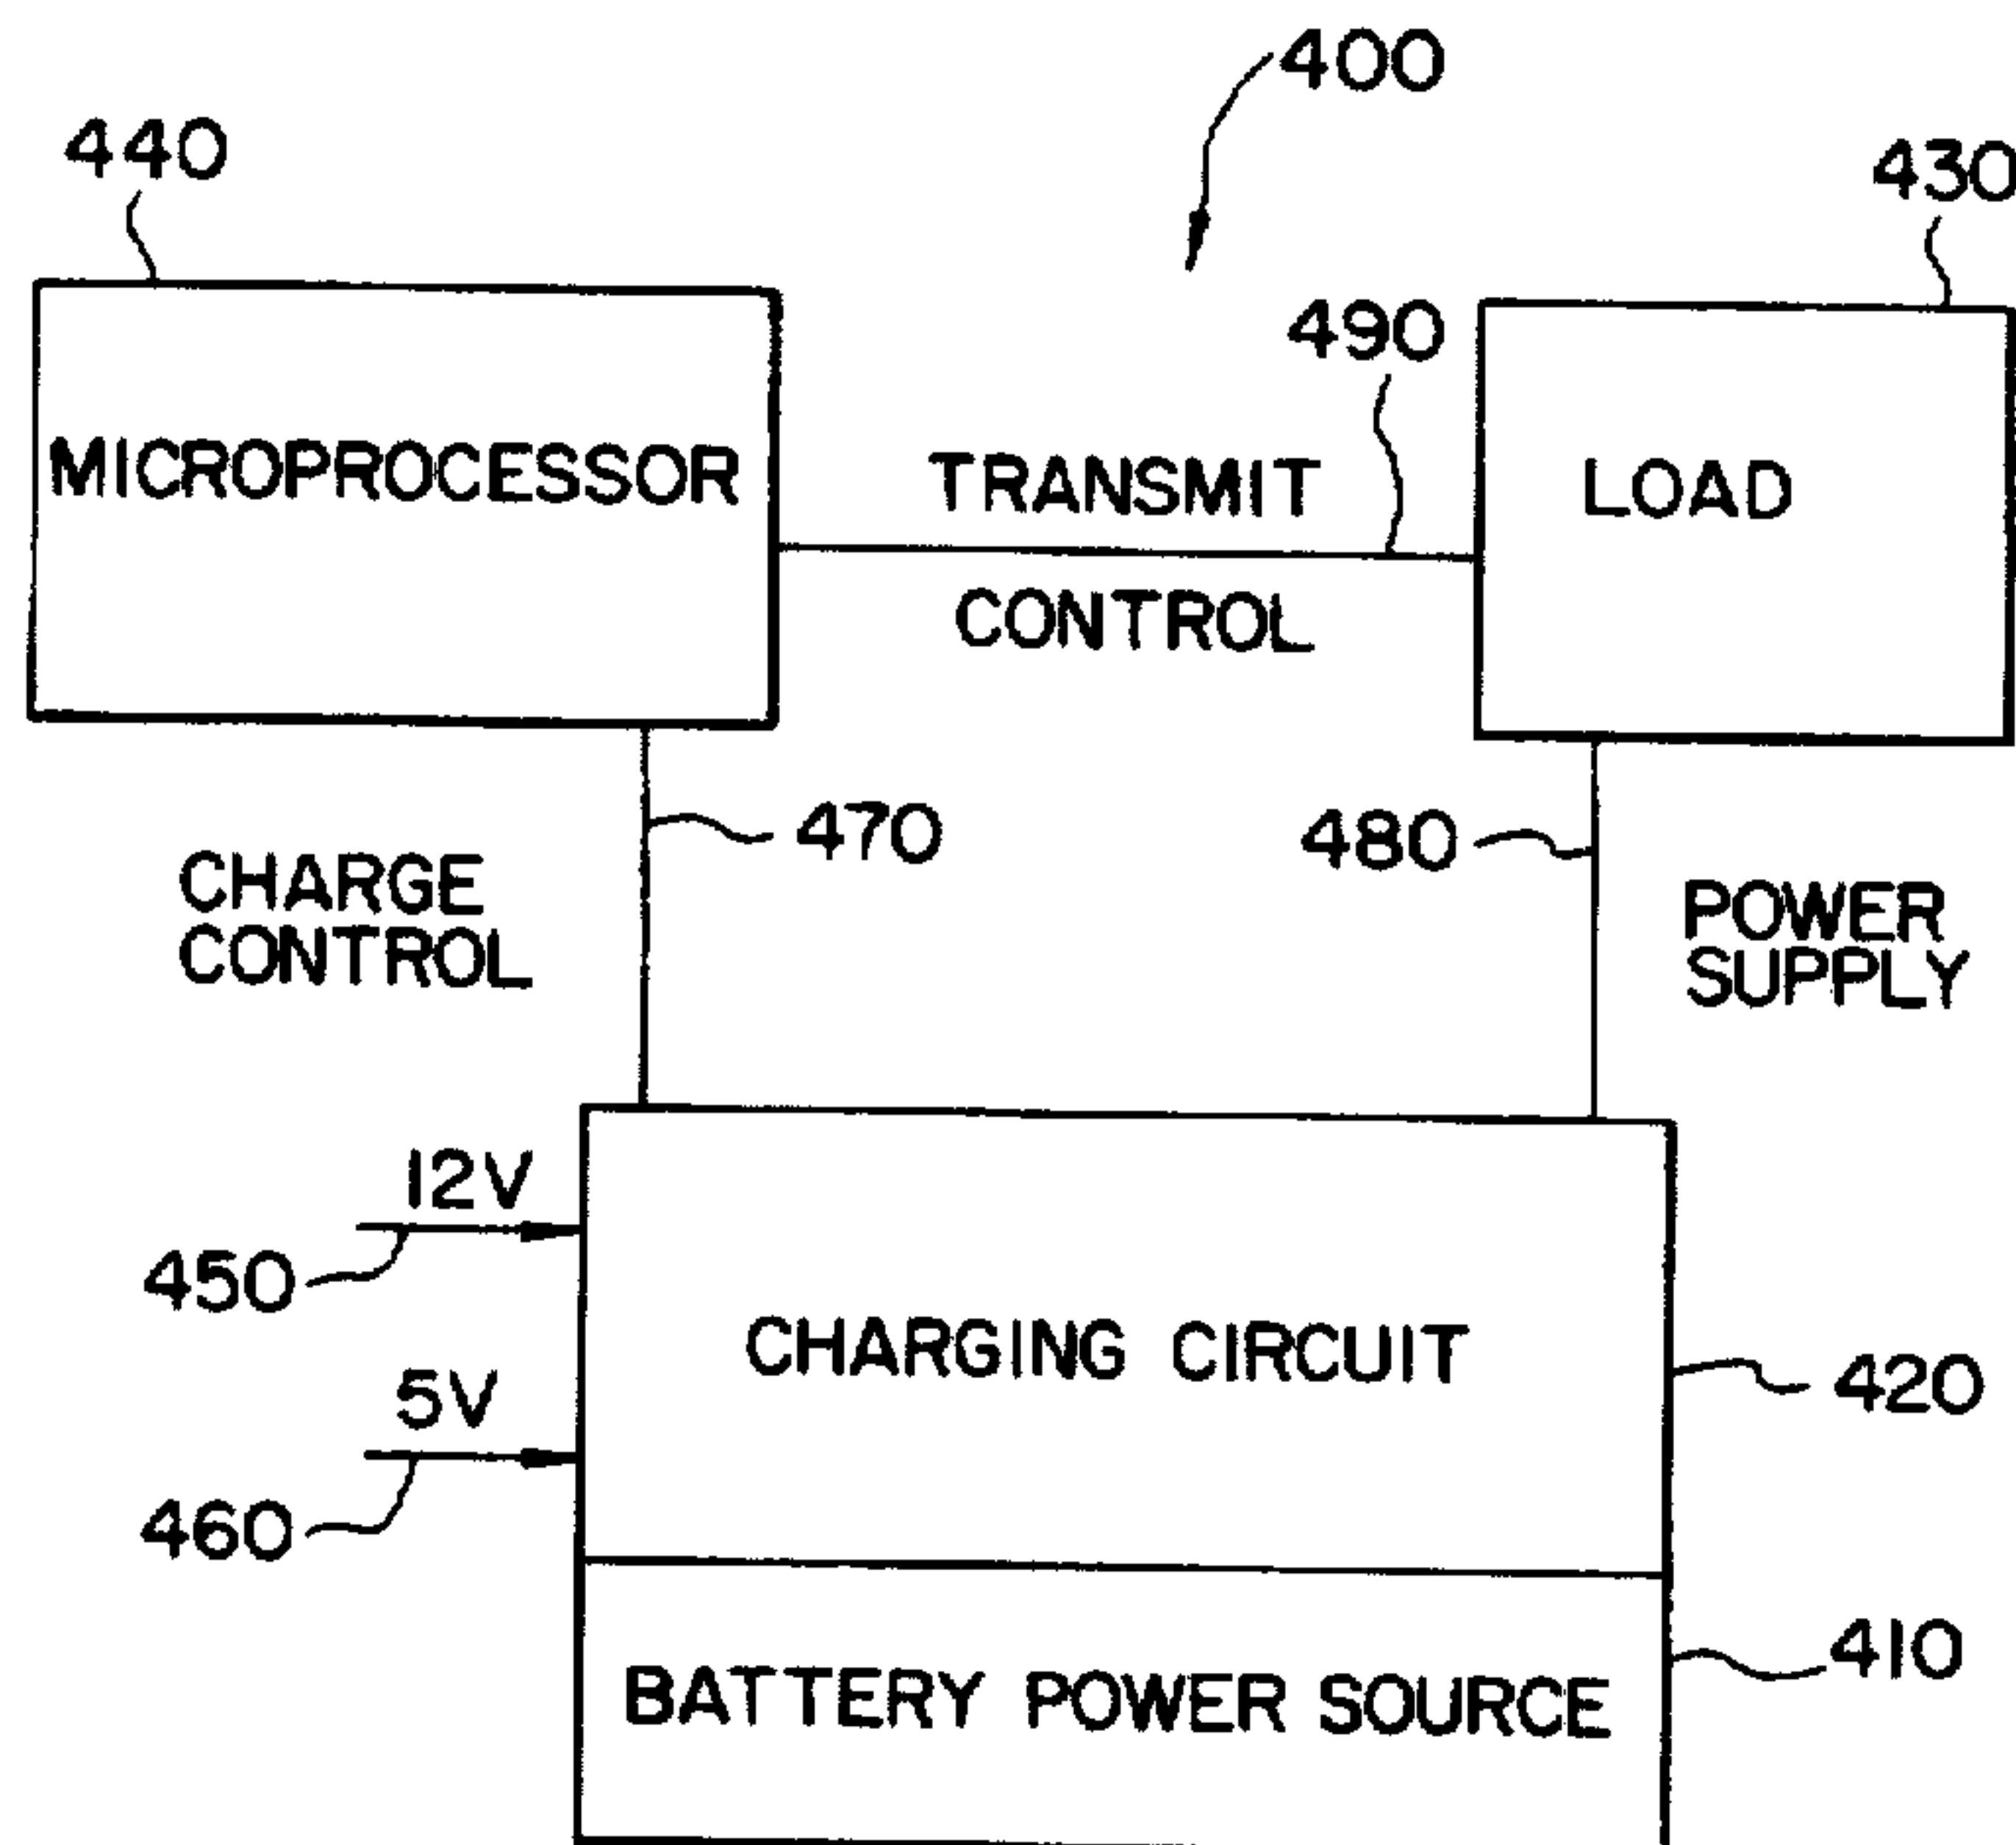 400
440
430
490
MICROPROCESSOR
TRANSMIT
LOAD
CONTROL
470
480
CHARGE
CONTROL
POWER
SUPPLY
12V
450
CHARGING CIRCUIT
5V
420
460
410
BATTERY POWER SOURCE